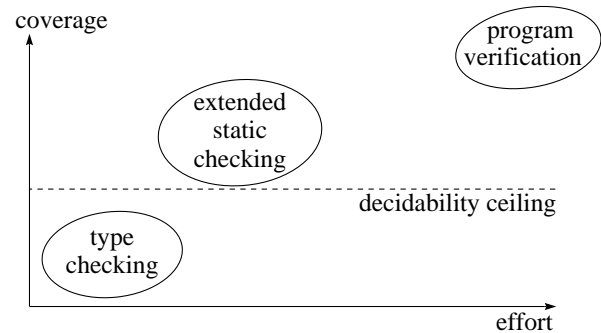 coverage
program
verification
extended
static
checking
decidability ceiling
type
checking
effort